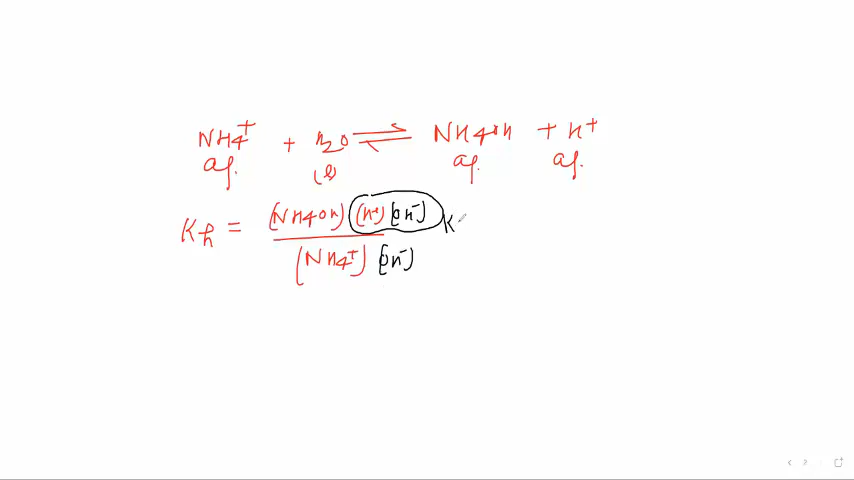 NH4+ + H2O ⇌ NH4OH + H+
aq. (l) aq. aq.
Kh = (NH4OH) (H+) [OH-] K
(NH4+) [OH-]